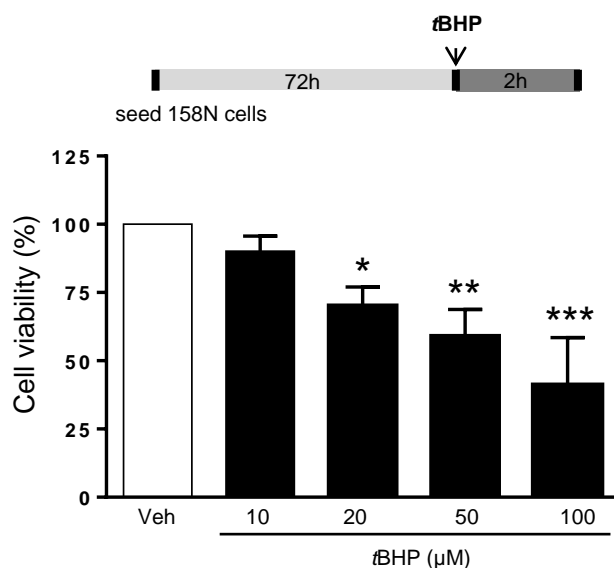 tBHP
72h 2h
seed 158N cells
125
100
75
50
25
0
Cell viability (%)
*
**
***
Veh 10 20 50 100
tBHP (µM)